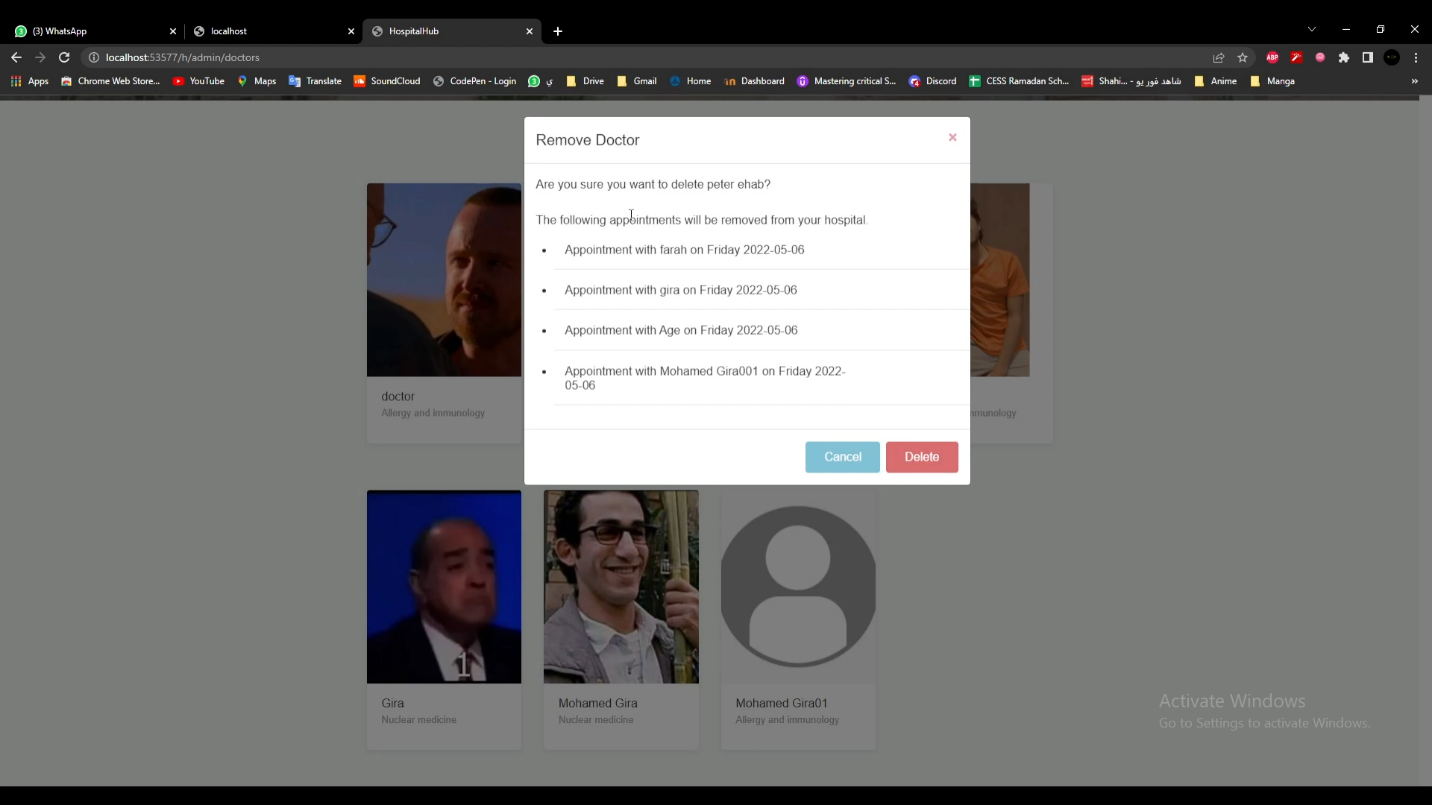 (3) WhatsApp
localhost
HospitalHub
localhost:53577/h/admin/doctors
ABP
Apps
Chrome Web Store...
YouTube
Maps
Translate
SoundCloud
CodePen - Login
ي
Drive
Gmail
Home
Dashboard
Mastering critical S...
Discord
CESS Ramadan Sch...
Shahi... - شاهد فور يو
Anime
Manga
»
Remove Doctor
×
Are you sure you want to delete peter ehab?
The following appointments will be removed from your hospital.
• Appointment with farah on Friday 2022-05-06
• Appointment with gira on Friday 2022-05-06
• Appointment with Age on Friday 2022-05-06
• Appointment with Mohamed Gira001 on Friday 2022-
05-06
Cancel
Delete
doctor
Allergy and immunology
munology
1
Gira
Nuclear medicine
Mohamed Gira
Nuclear medicine
Mohamed Gira01
Allergy and immunology
Activate Windows
Go to Settings to activate Windows.